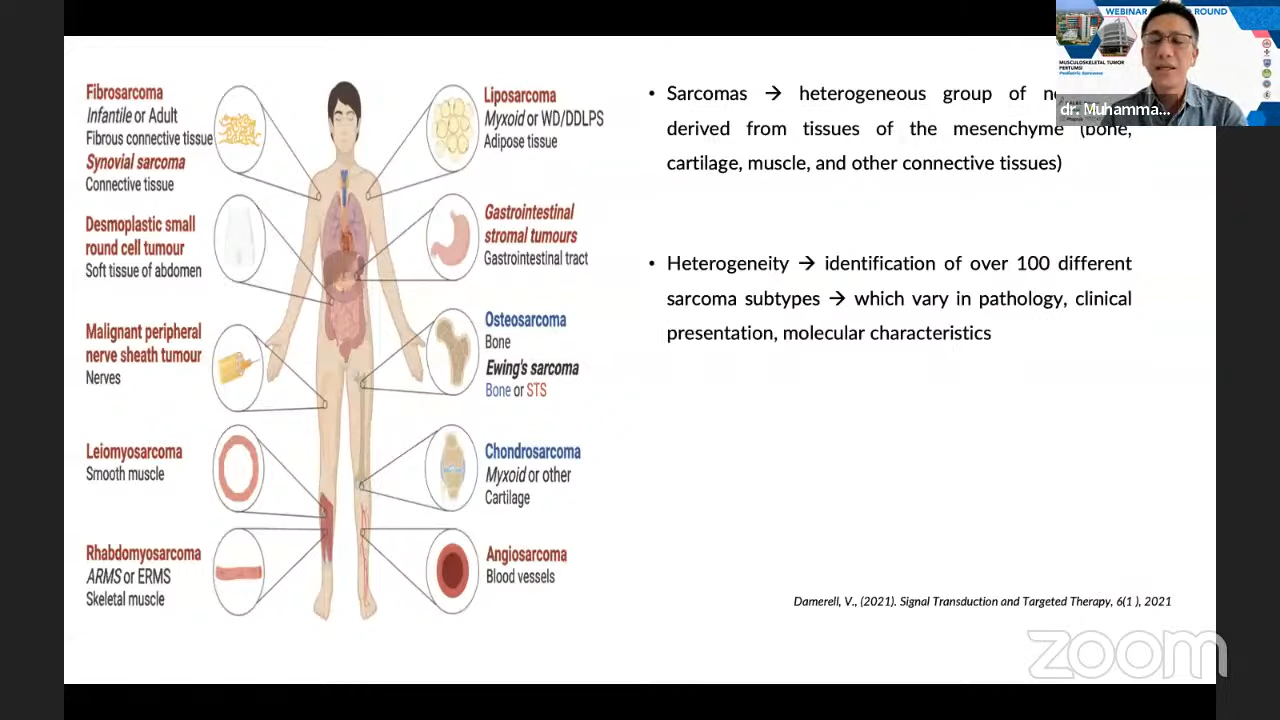 Fibrosarcoma
Infantile or Adult
Fibrous connective tissue
Synovial sarcoma
Connective tissue
Desmoplastic small
round cell tumour
Soft tissue of abdomen
Malignant peripheral
nerve sheath tumour
Nerves
Leiomyosarcoma
Smooth muscle
Rhabdomyosarcoma
ARMS or ERMS
Skeletal muscle
Liposarcoma
Myxoid or WD/DDLPS
Adipose tissue
Gastrointestinal
stromal tumours
Gastrointestinal tract
Osteosarcoma
Bone
Ewing's sarcoma
Bone or STS
Chondrosarcoma
Myxoid or other
Cartilage
Angiosarcoma
Blood vessels
• Sarcomas → heterogeneous group of
derived from tissues of the mesenchyme (bone,
cartilage, muscle, and other connective tissues)
• Heterogeneity → identification of over 100 different
sarcoma subtypes → which vary in pathology, clinical
presentation, molecular characteristics
Damerell, V., (2021). Signal Transduction and Targeted Therapy, 6(1 ), 2021
WEBINAR ROUND
MUSCULOSKELETAL TUMOR
PERTUMSI
Pediatric Sarcoma
dr. Muhamma...
zoom